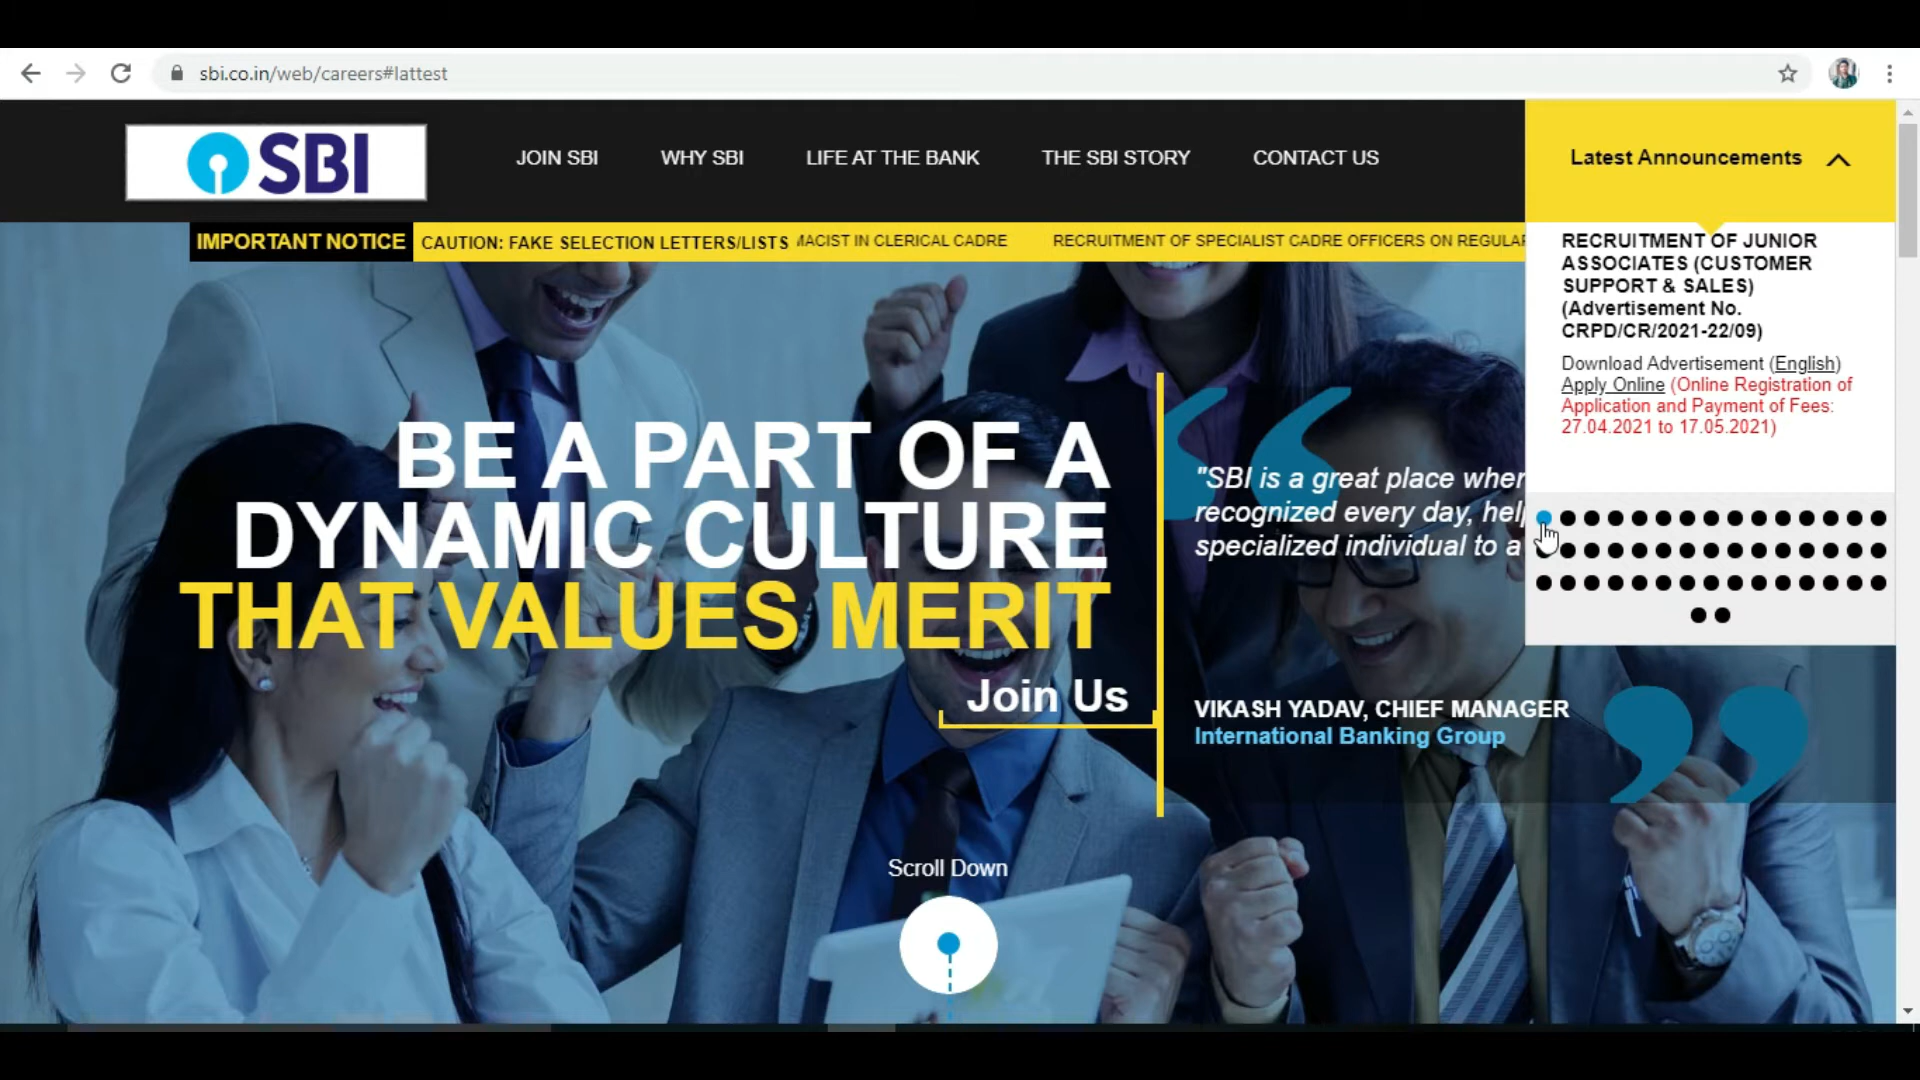 sbi.co.in/web/careers#lattest
SBI
JOIN SBI
WHY SBI
LIFE AT THE BANK
THE SBI STORY
CONTACT US
Latest Announcements
IMPORTANT NOTICE
CAUTION: FAKE SELECTION LETTERS/LISTS
IN CLERICAL CADRE
RECRUITMENT OF SPECIALIST CADRE OFFICERS ON
RECRUITMENT OF JUNIOR
ASSOCIATES (CUSTOMER
SUPPORT & SALES)
(Advertisement No.
CRPD/CR/2021-22/09)
Download Advertisement (English)
Apply Online (Online Registration of
Application and Payment of Fees:
27.04.2021 to 17.05.2021)
BE A PART OF A
DYNAMIC CULTURE
THAT VALUES MERIT
Join Us
"SBI is a great place
recognized every day,
specialized individual to a
VIKASH YADAV, CHIEF MANAGER
International Banking Group
Scroll Down